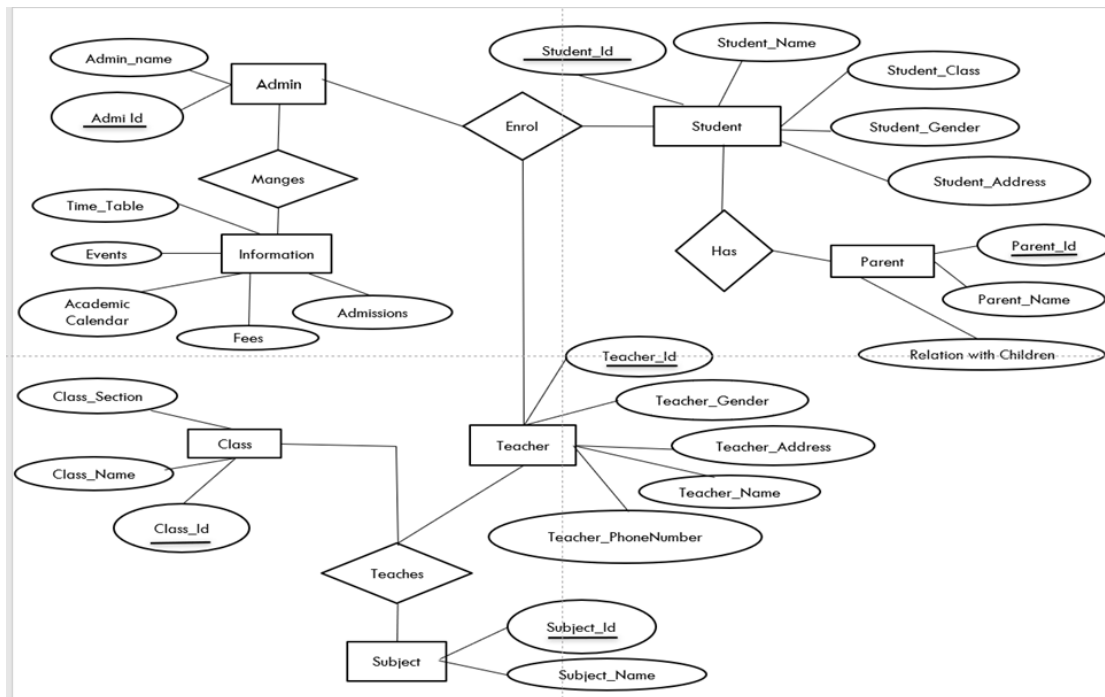 Admin_name
Admin
Admi Id
Manges
Time_Table
Events
Information
Academic
Calendar
Fees
Admissions
Enrol
Student_Id
Student_Name
Student_Class
Student
Student_Gender
Student_Address
Has
Parent
Parent_Id
Parent_Name
Relation with Children
Class_Section
Class
Class_Name
Class_Id
Teacher_Id
Teacher_Gender
Teacher
Teacher_Address
Teacher_Name
Teacher_PhoneNumber
Teaches
Subject
Subject_Id
Subject_Name